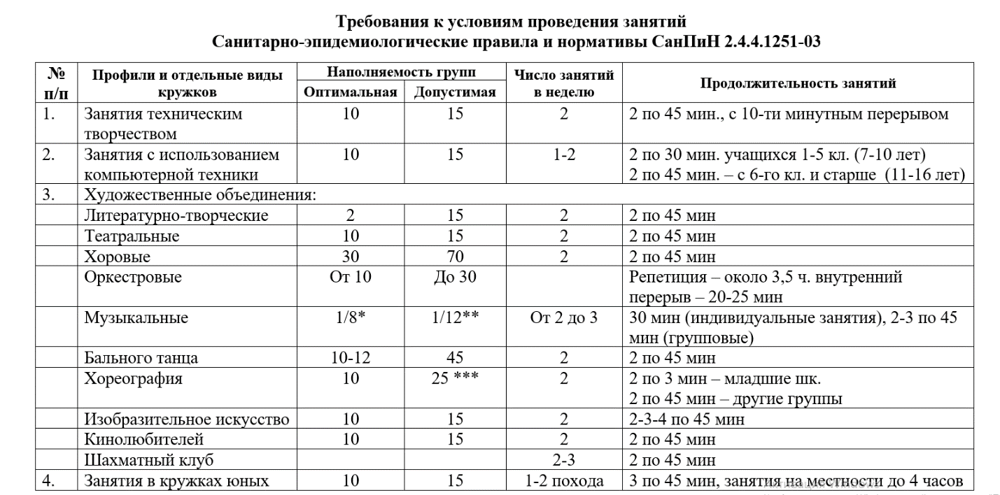 Требования к условиям проведения занятий
Санитарно-эпидемиологические правила и нормативы СанПиН 2.4.4.1251-03
№ п/п Профили и отдельные виды кружков Наполняемость групп Число занятий в неделю Продолжительность занятий
Оптимальная Допустимая
1. Занятия техническим творчеством 10 15 2 2 по 45 мин., с 10-ти минутным перерывом
2. Занятия с использованием компьютерной техники 10 15 1-2 2 по 30 мин. учащихся 1-5 кл. (7-10 лет)
2 по 45 мин. – с 6-го кл. и старше (11-16 лет)
3. Художественные объединения:
Литературно-творческие 2 15 2 2 по 45 мин
Театральные 10 15 2 2 по 45 мин
Хоровые 30 70 2 2 по 45 мин
Оркестровые От 10 До 30 Репетиция – около 3,5 ч. внутренний
перерыв – 20-25 мин
Музыкальные 1/8* 1/12** От 2 до 3 30 мин (индивидуальные занятия), 2-3 по 45
мин (групповые)
Бального танца 10-12 45 2 2 по 45 мин
Хореография 10 25 *** 2 2 по 3 мин – младшие шк.
2 по 45 мин – другие группы
Изобразительное искусство 10 15 2 2-3-4 по 45 мин
Кинолюбителей 10 15 2 2 по 45 мин
Шахматный клуб 2-3 2 по 45 мин
4. Занятия в кружках юных 10 15 1-2 похода 3 по 45 мин, занятия на местности до 4 часов
Активация Windows